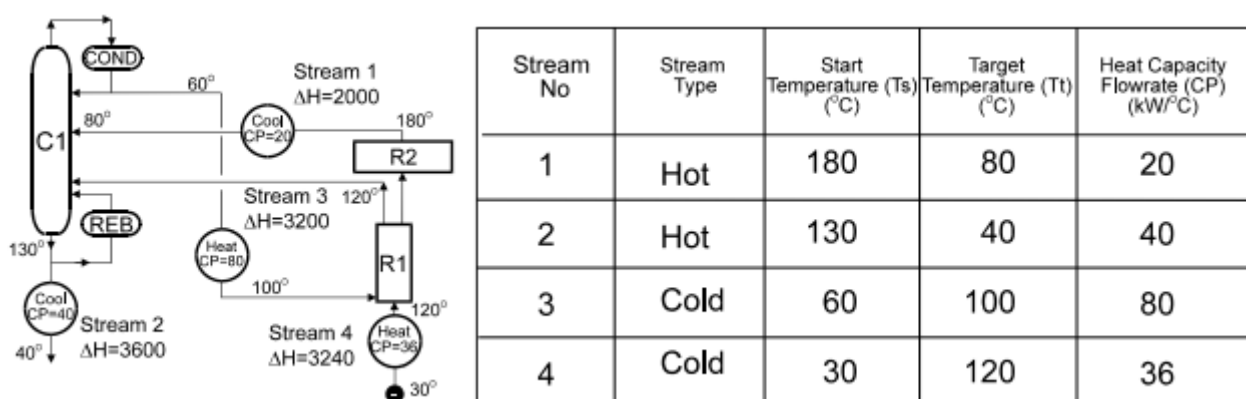 COND
60°
Stream 1
ΔH=2000
80°
Cool
CP=20
180°
C1
R2
Stream 3
ΔH=3200
120°
REB
130°
Heat
CP=80
R1
100°
120°
Cool
CP=40
Stream 2
ΔH=3600
40°
Stream 4
ΔH=3240
Heat
CP=36
30°
Stream No | Stream Type | Start Temperature (Ts) (°C) | Target Temperature (Tt) (°C) | Heat Capacity Flowrate (CP) (kW/°C)
1 Hot 180 80 20
2 Hot 130 40 40
3 Cold 60 100 80
4 Cold 30 120 36